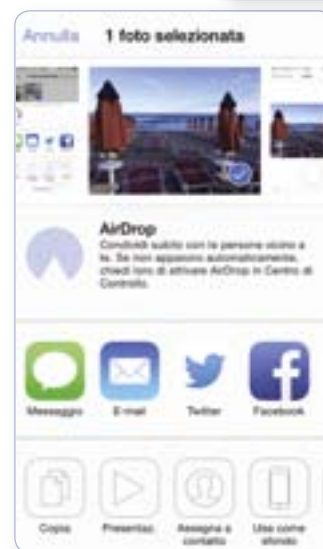 Annulla 1 foto selezionata
AirDrop
Condividi subito con le persone vicino a
te. Se non appaiono automaticamente,
chiedi loro di attivare AirDrop in Centro di
Controllo.
Messaggio E-mail Twitter Facebook
Copia Presentaz. Assegna a Usa come
contatto sfondo